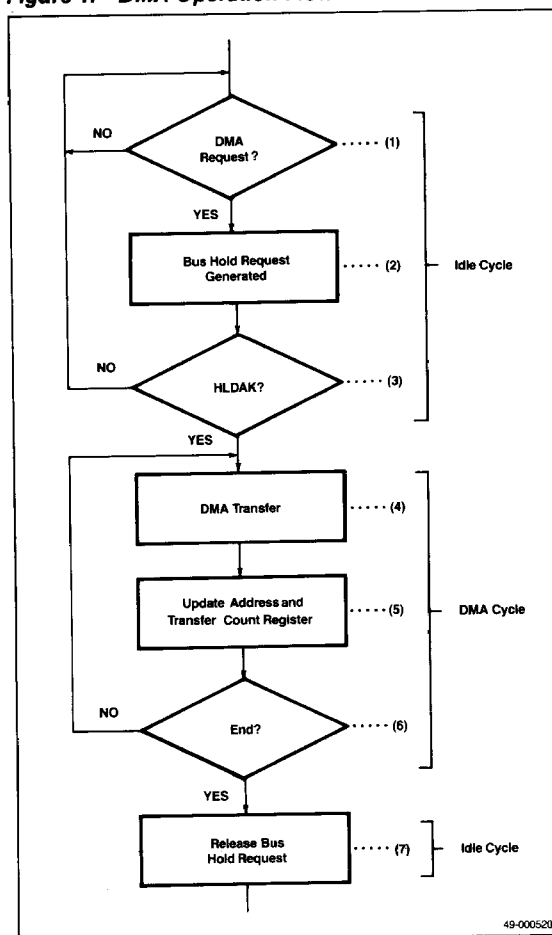 DMA
Request?
NO
(1)
YES
Bus Hold Request
Generated
(2)
Idle Cycle
NO
HLDAK?
(3)
YES
DMA Transfer
(4)
Update Address and
Transfer Count Register
(5)
DMA Cycle
NO
End?
(6)
YES
Release Bus
Hold Request
(7)
Idle Cycle
49-000520